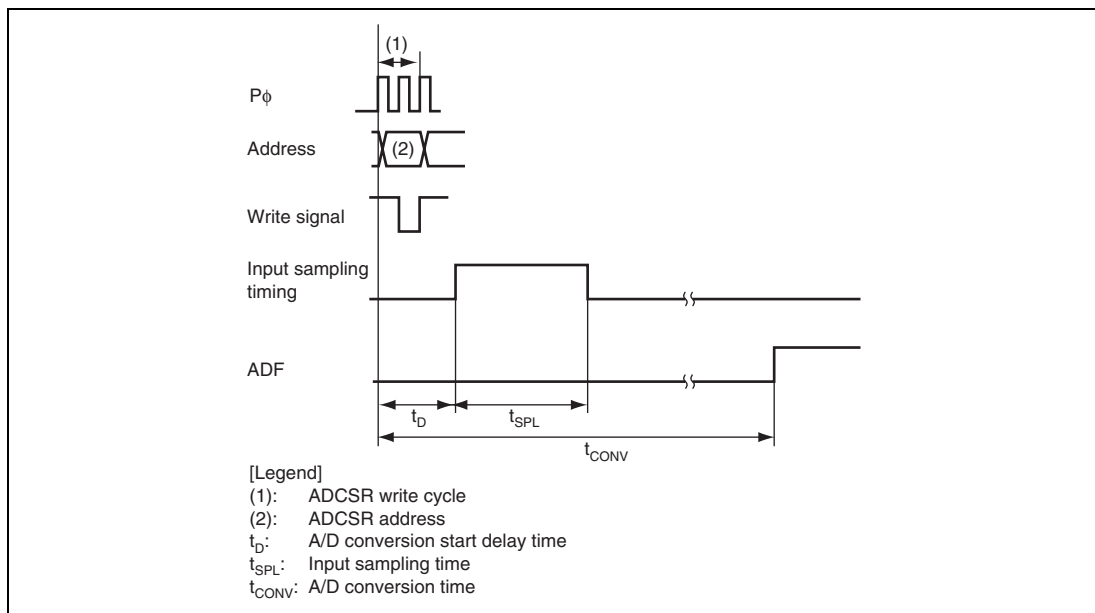 (1)
Pϕ
Address
(2)
Write signal
Input sampling
timing
ADF
tD
tSPL
tCONV
[Legend]
(1): ADCSR write cycle
(2): ADCSR address
tD: A/D conversion start delay time
tSPL: Input sampling time
tCONV: A/D conversion time